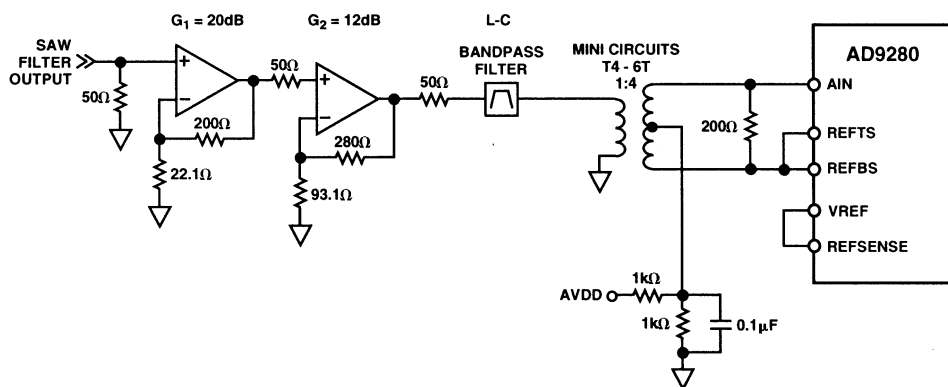 G1 = 20dB
G2 = 12dB
L-C
BANDPASS
FILTER
MINI CIRCUITS
T4 - 6T
1:4
AD9280
SAW
FILTER
OUTPUT
50Ω
+
–
200Ω
22.1Ω
50Ω
+
–
280Ω
93.1Ω
50Ω
200Ω
AIN
REFTS
REFBS
VREF
REFSENSE
AVDD
1kΩ
1kΩ
0.1μF